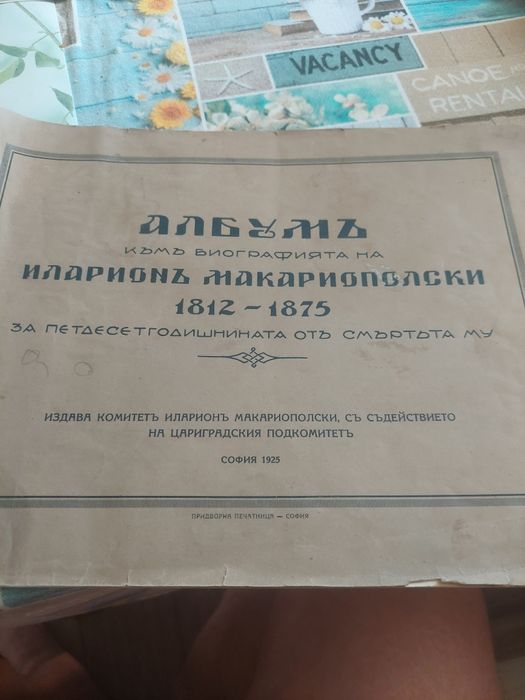 VACANCY
CANOE
RENTAL
АЛБУМЪ
КЪМЪ БИОГРАФИЯТА НА
ИЛАРИОНЪ МАКАРИОПОЛСКИ
1812 – 1875
ЗА ПЕТДЕСЕТГОДИШНИНАТА ОТЪ СМЪРТЬТА МУ
ИЗДАВА КОМИТЕТЪ ИЛАРИОНЪ МАКАРИОПОЛСКИ, СЪ СЪДЕЙСТВИЕТО
НА ЦАРИГРАДСКИЯ ПОДКОМИТЕТЪ
СОФИЯ 1925
ПРИДВОРНА ПЕЧАТНИЦА — СОФИЯ